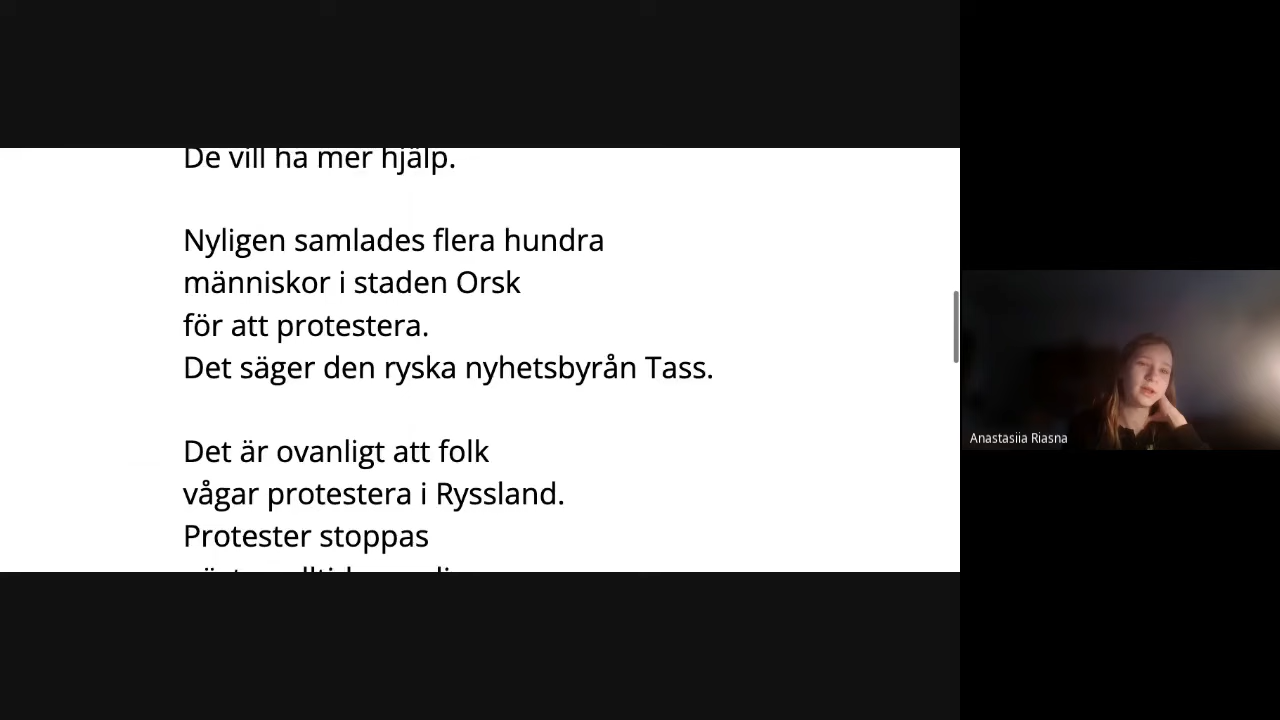 De vill ha mer hjälp.
Nyligen samlades flera hundra
människor i staden Orsk
för att protestera.
Det säger den ryska nyhetsbyrån Tass.
Det är ovanligt att folk
vågar protestera i Ryssland.
Protester stoppas
Anastasiia Riasna